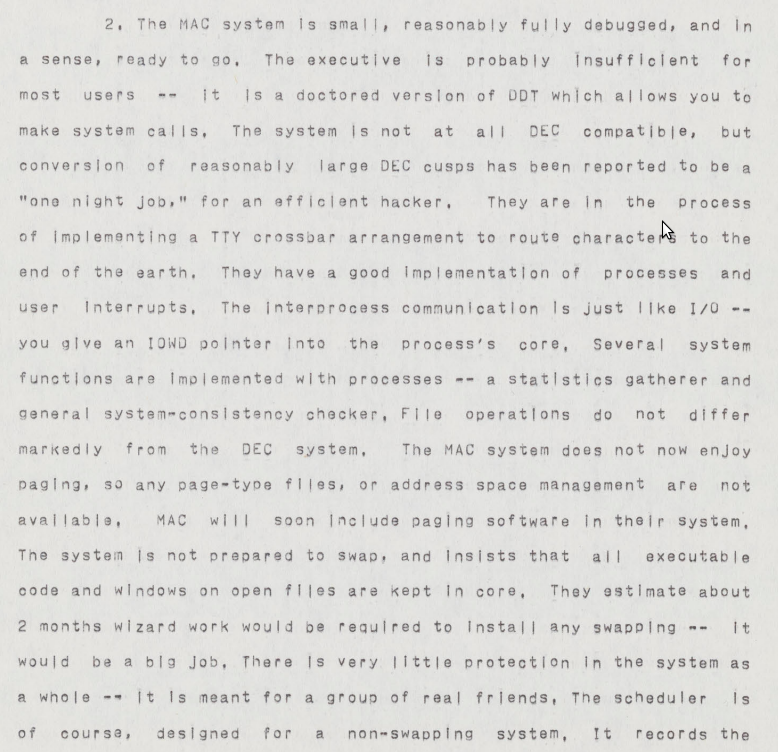 2. The MAC system is small, reasonably fully debugged, and in
a sense, ready to go. The executive is probably insufficient for
most users -- it is a doctored version of DDT which allows you to
make system calls. The system is not at all DEC compatible, but
conversion of reasonably large DEC cusps has been reported to be a
"one night job," for an efficient hacker. They are in the process
of implementing a TTY crossbar arrangement to route characters to the
end of the earth. They have a good implementation of processes and
user interrupts. The interprocess communication is just like I/O --
you give an IOWD pointer into the process's core. Several system
functions are implemented with processes -- a statistics gatherer and
general system-consistency checker. File operations do not differ
markedly from the DEC system. The MAC system does not now enjoy
paging, so any page-type files, or address space management are not
available. MAC will soon include paging software in their system.
The system is not prepared to swap, and insists that all executable
code and windows on open files are kept in core. They estimate about
2 months wizard work would be required to install any swapping -- it
would be a big job. There is very little protection in the system as
a whole -- it is meant for a group of real friends. The scheduler is
of course, designed for a non-swapping system. It records the